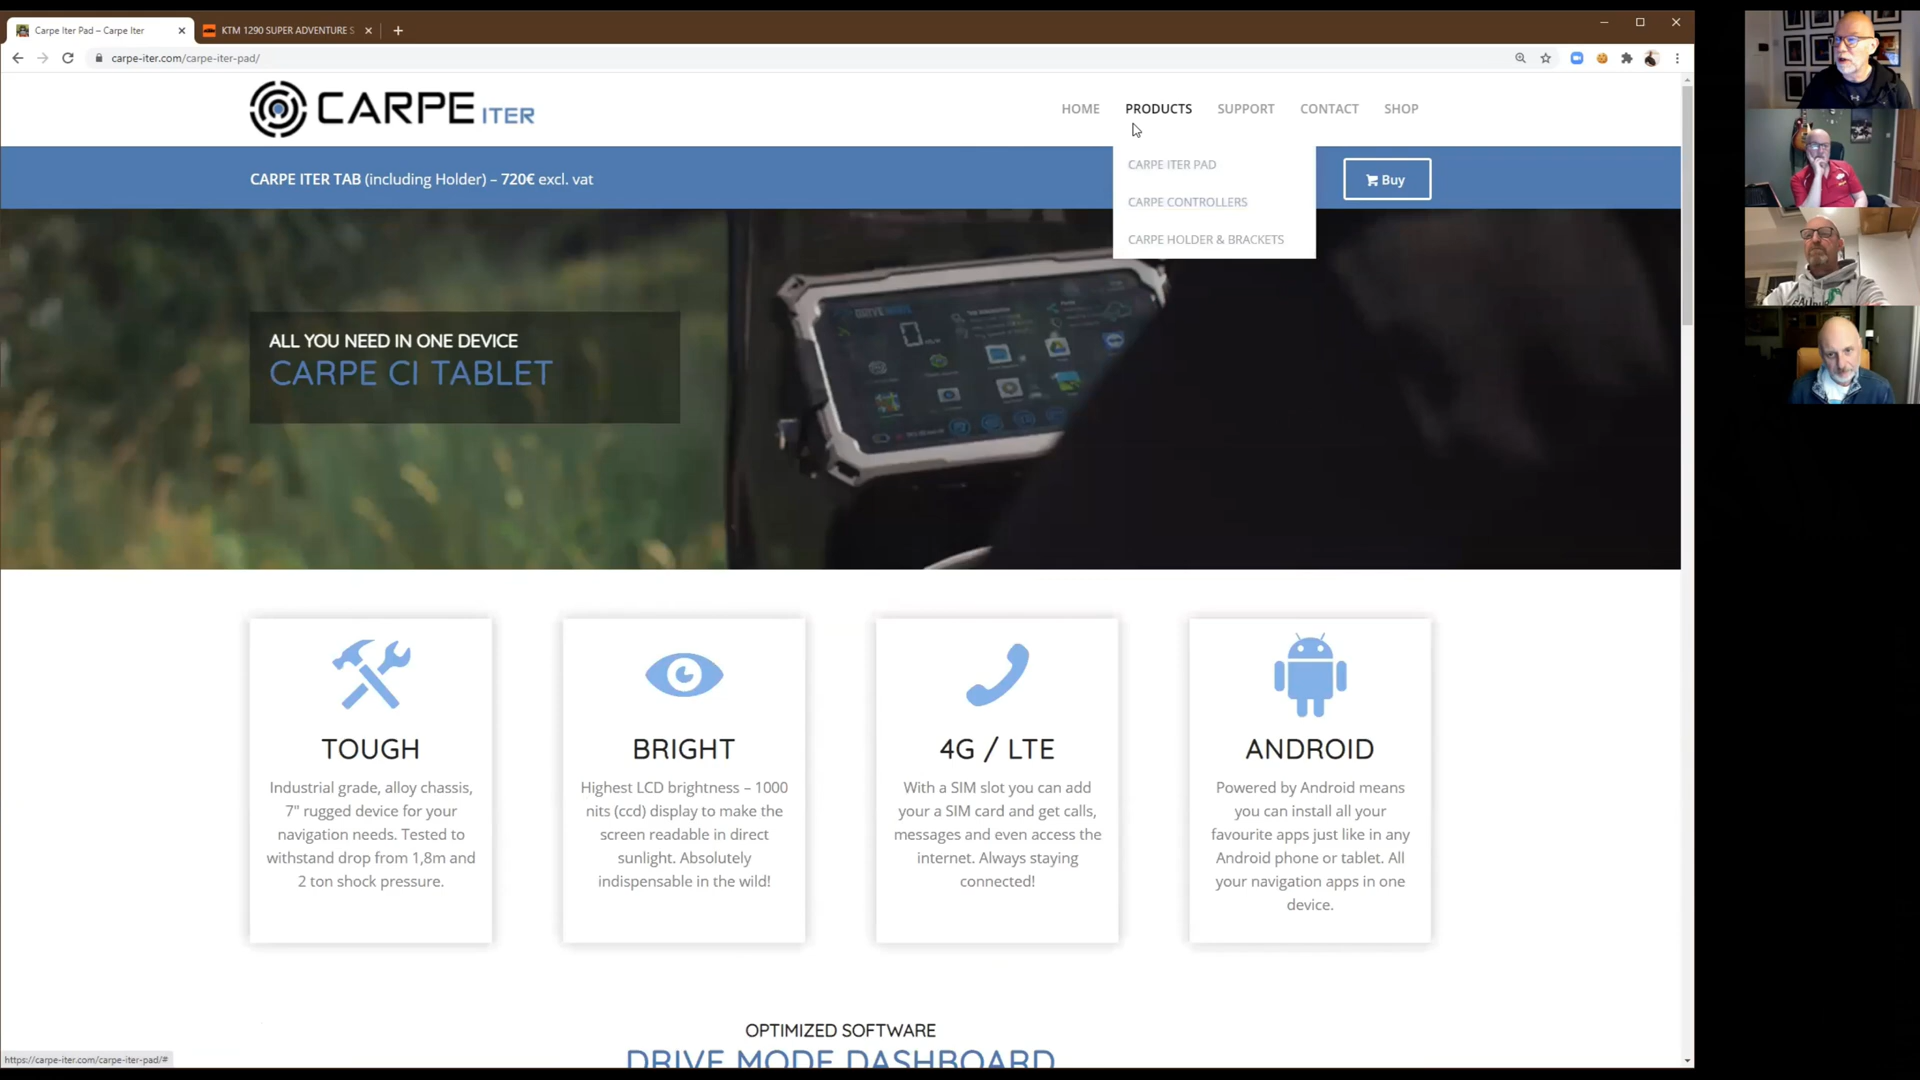 Carpe Iter Pad – Carpe Iter
KTM 1290 SUPER ADVENTURE S
carpe-iter.com/carpe-iter-pad/
CARPE ITER
HOME
PRODUCTS
SUPPORT
CONTACT
SHOP
CARPE ITER PAD
CARPE CONTROLLERS
CARPE HOLDER & BRACKETS
CARPE ITER TAB (including Holder) – 720€ excl. vat
Buy
ALL YOU NEED IN ONE DEVICE
CARPE CI TABLET
TOUGH
Industrial grade, alloy chassis,
7" rugged device for your
navigation needs. Tested to
withstand drop from 1,8m and
2 ton shock pressure.
BRIGHT
Highest LCD brightness – 1000
nits (ccd) display to make the
screen readable in direct
sunlight. Absolutely
indispensable in the wild!
4G / LTE
With a SIM slot you can add
your a SIM card and get calls,
messages and even access the
internet. Always staying
connected!
ANDROID
Powered by Android means
you can install all your
favourite apps just like in any
Android phone or tablet. All
your navigation apps in one
device.
OPTIMIZED SOFTWARE
DRIVE MODE DASHBOARD
https://carpe-iter.com/carpe-iter-pad/#